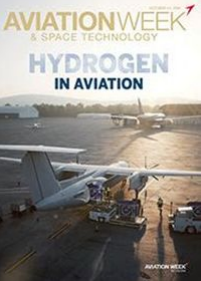 AVIATIONWEEK
& SPACE TECHNOLOGY
HYDROGEN
IN AVIATION
AVIATION WEEK